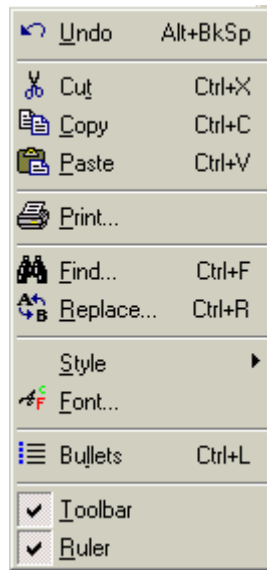 Undo Alt+BkSp
Cut Ctrl+X
Copy Ctrl+C
Paste Ctrl+V
Print...
Find... Ctrl+F
Replace... Ctrl+R
Style
Font...
Bullets Ctrl+L
Toolbar
Ruler